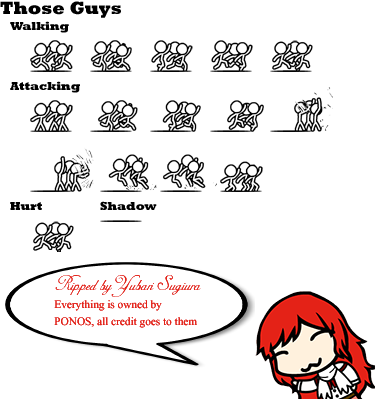 Those Guys
Walking
Attacking
Hurt Shadow
Ripped by Yubari Sugiura
Everything is owned by
PONOS, all credit goes to them